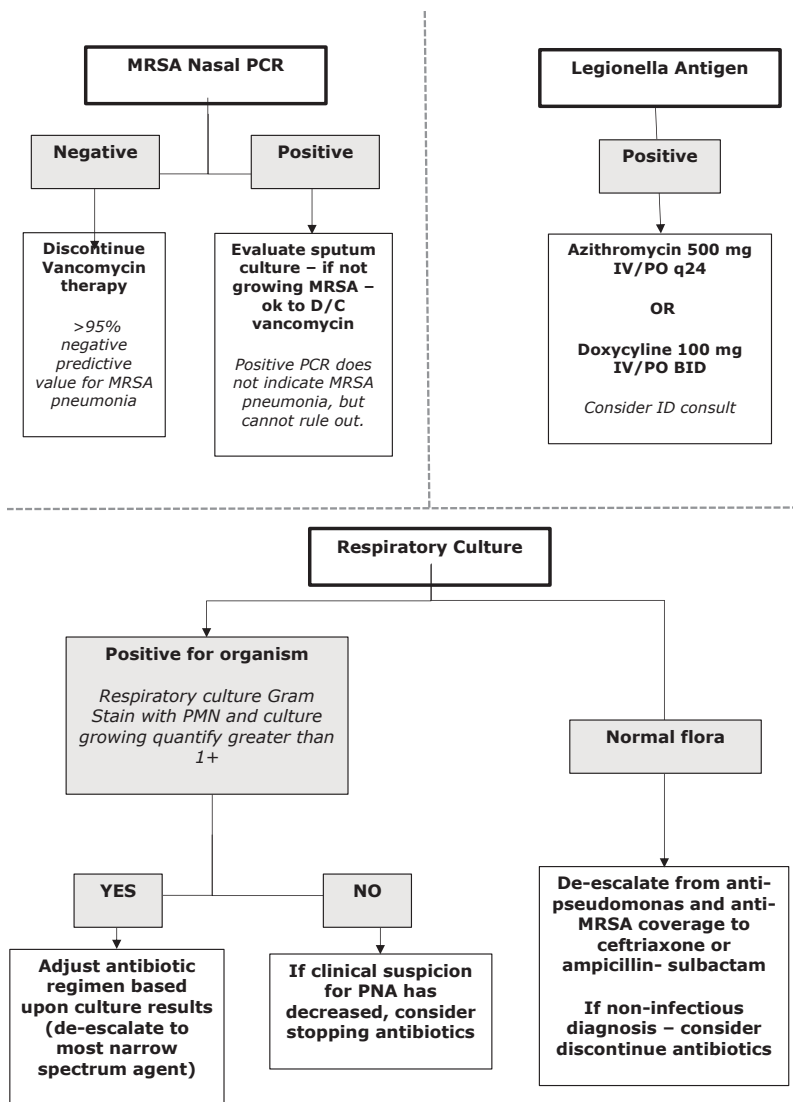 MRSA Nasal PCR
Negative
Positive
Discontinue
Vancomycin
therapy
>95%
negative
predictive
value for MRSA
pneumonia
Evaluate sputum
culture – if not
growing MRSA –
ok to D/C
vancomycin
Positive PCR does
not indicate MRSA
pneumonia, but
cannot rule out.
Legionella Antigen
Positive
Azithromycin 500 mg
IV/PO q24
OR
Doxycyline 100 mg
IV/PO BID
Consider ID consult
Respiratory Culture
Positive for organism
Respiratory culture Gram
Stain with PMN and culture
growing quantify greater than
1+
Normal flora
YES
NO
Adjust antibiotic
regimen based
upon culture results
(de-escalate to
most narrow
spectrum agent)
If clinical suspicion
for PNA has
decreased, consider
stopping antibiotics
De-escalate from anti-
pseudomonas and anti-
MRSA coverage to
ceftriaxone or
ampicillin- sulbactam
If non-infectious
diagnosis – consider
discontinue antibiotics